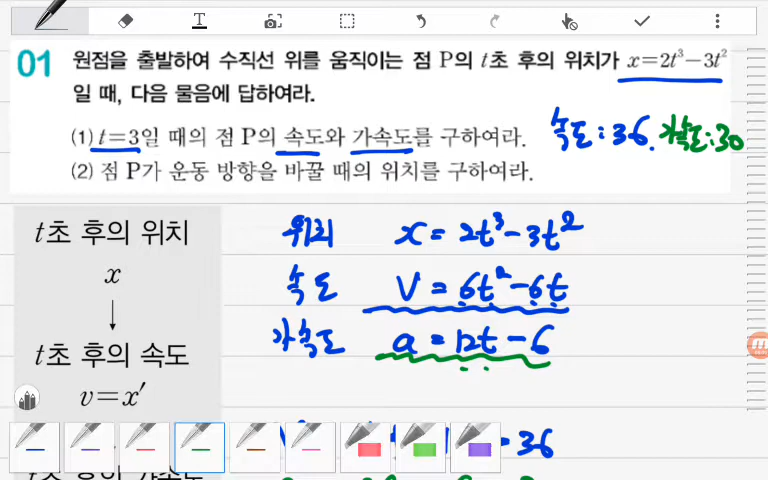 01 원점을 출발하여 수직선 위를 움직이는 점 P의 t초 후의 위치가 x=2t³-3t²
일 때, 다음 물음에 답하여라.
(1) t=3일 때의 점 P의 속도와 가속도를 구하여라.
속도:36. 가속도:30
(2) 점 P가 운동 방향을 바꿀 때의 위치를 구하여라.
t초 후의 위치
x
↓
t초 후의 속도
v=x′
위치 x = 2t³-3t²
속도 V = 6t²-6t
가속도 a = 12t-6
36